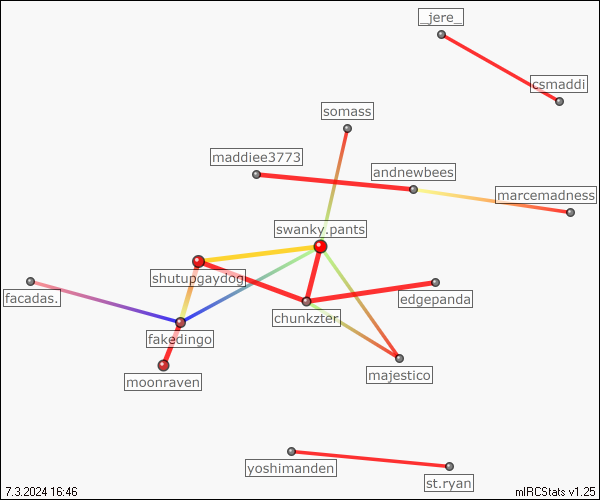 _jere_
csmaddi
somass
maddiee3773
andnewbees
marcemadness
swanky.pants
shutupgaydog
facadas.
edgepanda
chunkzter
fakedingo
majestico
moonraven
yoshimanden
st.ryan
7.3.2024 16:46
mIRCStats v1.25